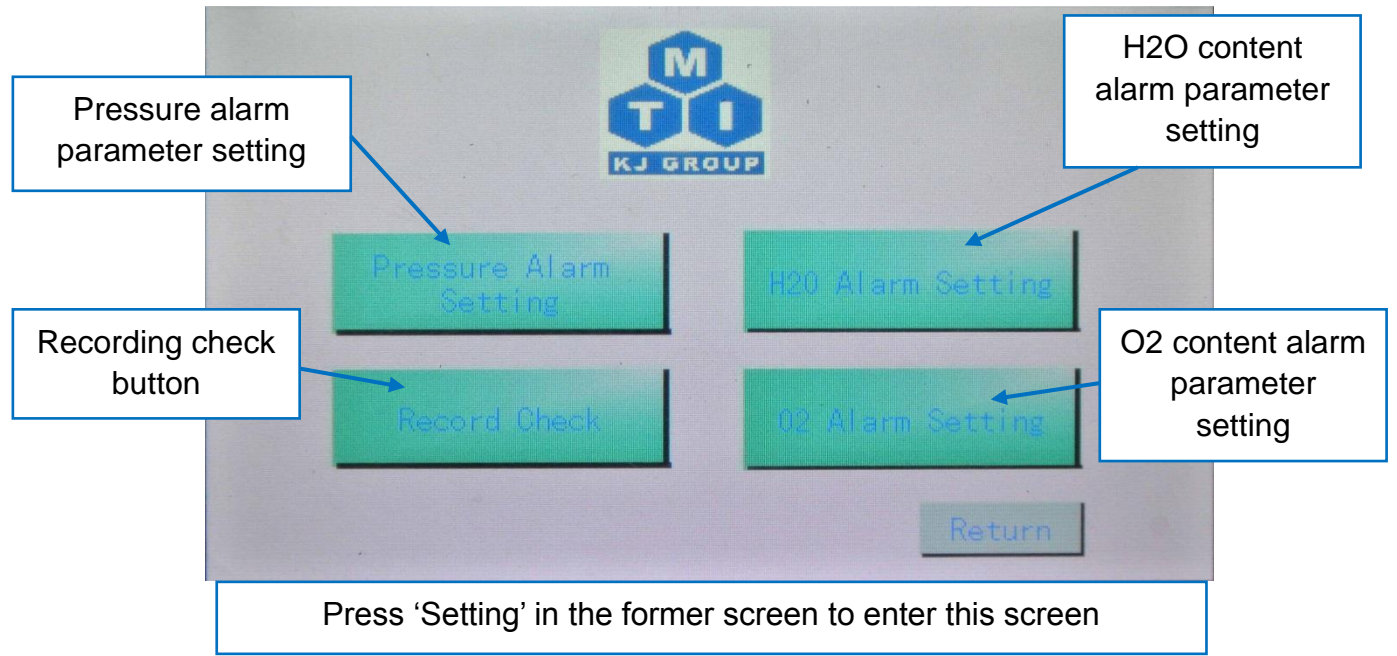 H2O content
alarm parameter
setting
Pressure alarm
parameter setting
M
T I
KJ GROUP
Pressure Alarm
Setting
H2O Alarm Setting
Recording check
button
O2 content alarm
parameter
setting
Record Check
O2 Alarm Setting
Return
Press ‘Setting’ in the former screen to enter this screen